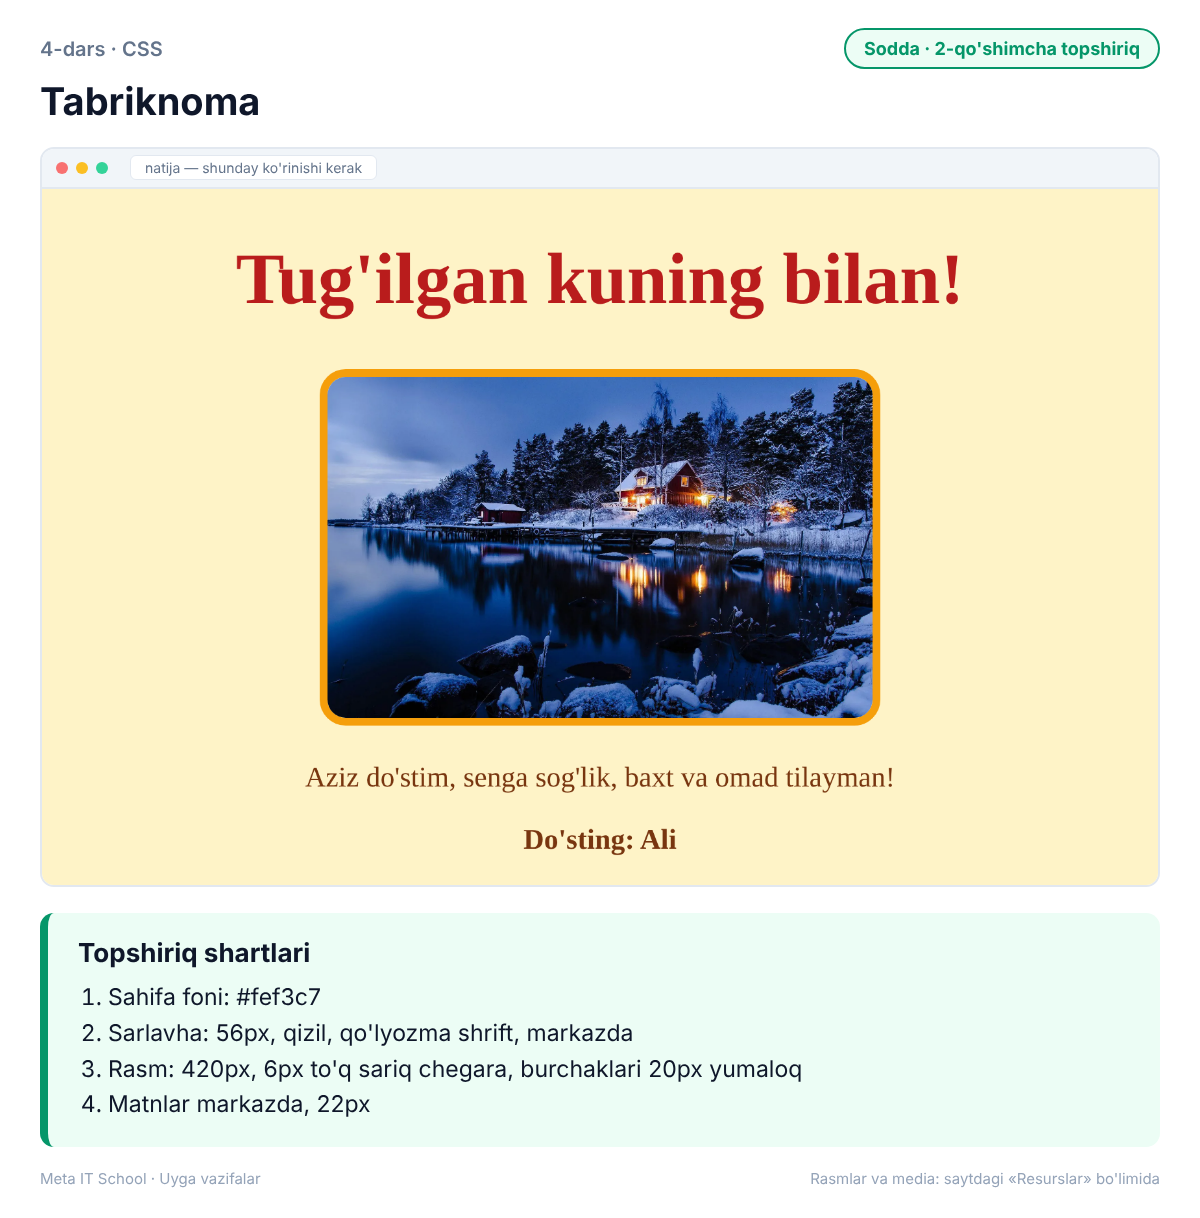 4-dars · CSS
Sodda · 2-qo'shimcha topshiriq
Tabriknoma
natija — shunday ko'rinishi kerak
Tug'ilgan kuning bilan!
Aziz do'stim, senga sog'lik, baxt va omad tilayman!
Do'sting: Ali
Topshiriq shartlari
1. Sahifa foni: #fef3c7
2. Sarlavha: 56px, qizil, qo'lyozma shrift, markazda
3. Rasm: 420px, 6px to'q sariq chegara, burchaklari 20px yumaloq
4. Matnlar markazda, 22px
Meta IT School · Uyga vazifalar
Rasmlar va media: saytdagi «Resurslar» bo'limida